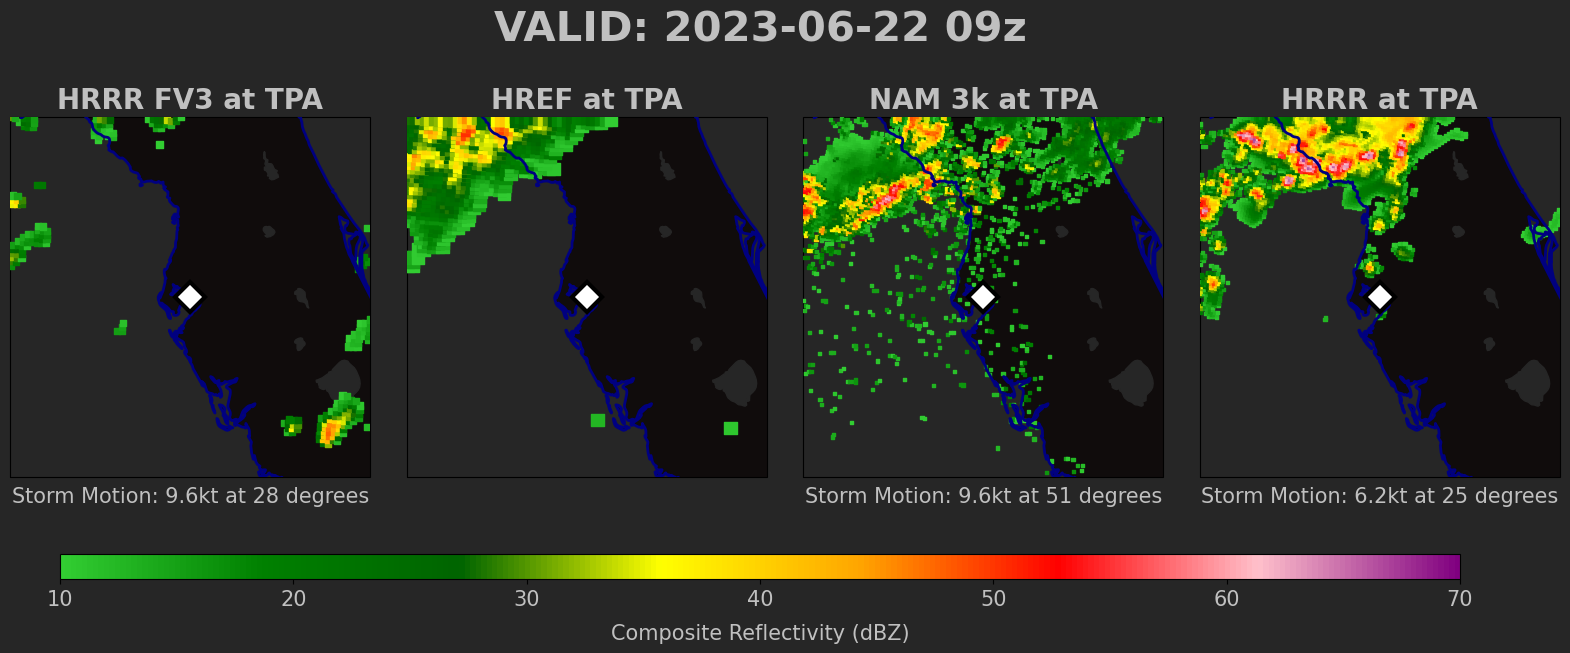 VALID: 2023-06-22 09z
HRRR FV3 at TPA
HREF at TPA
NAM 3k at TPA
HRRR at TPA
Storm Motion: 9.6kt at 28 degrees
Storm Motion: 9.6kt at 51 degrees
Storm Motion: 6.2kt at 25 degrees
10 20 30 40 50 60 70
Composite Reflectivity (dBZ)